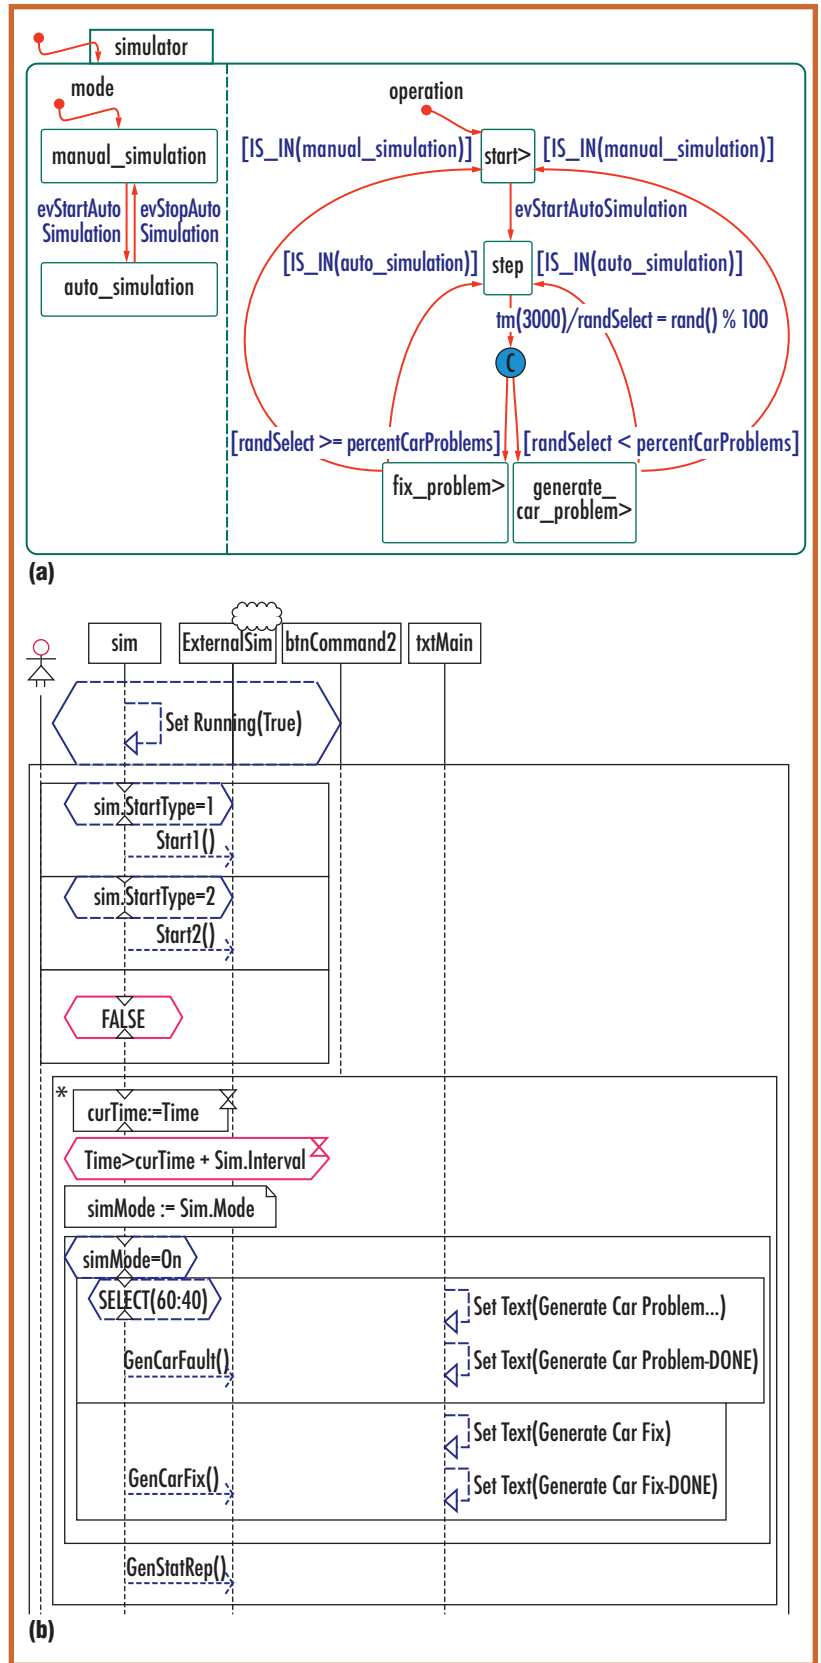 simulator
mode
manual_simulation
evStartAuto
Simulation
evStopAuto
Simulation
auto_simulation
operation
[IS_IN(manual_simulation)]
start>
[IS_IN(manual_simulation)]
evStartAutoSimulation
[IS_IN(auto_simulation)]
step
[IS_IN(auto_simulation)]
tm(3000)/randSelect = rand() % 100
C
[randSelect >= percentCarProblems]
[randSelect < percentCarProblems]
fix_problem>
generate_
car_problem>
(a)
sim
ExternalSim
btnCommand2
txtMain
Set Running(True)
sim.StartType=1
Start1()
sim.StartType=2
Start2()
FALSE
*
curTime:=Time
Time>curTime + Sim.Interval
simMode := Sim.Mode
simMode=On
SELECT(60:40)
Set Text(Generate Car Problem...)
GenCarFault()
Set Text(Generate Car Problem-DONE)
Set Text(Generate Car Fix)
GenCarFix()
Set Text(Generate Car Fix-DONE)
GenStatRep()
(b)